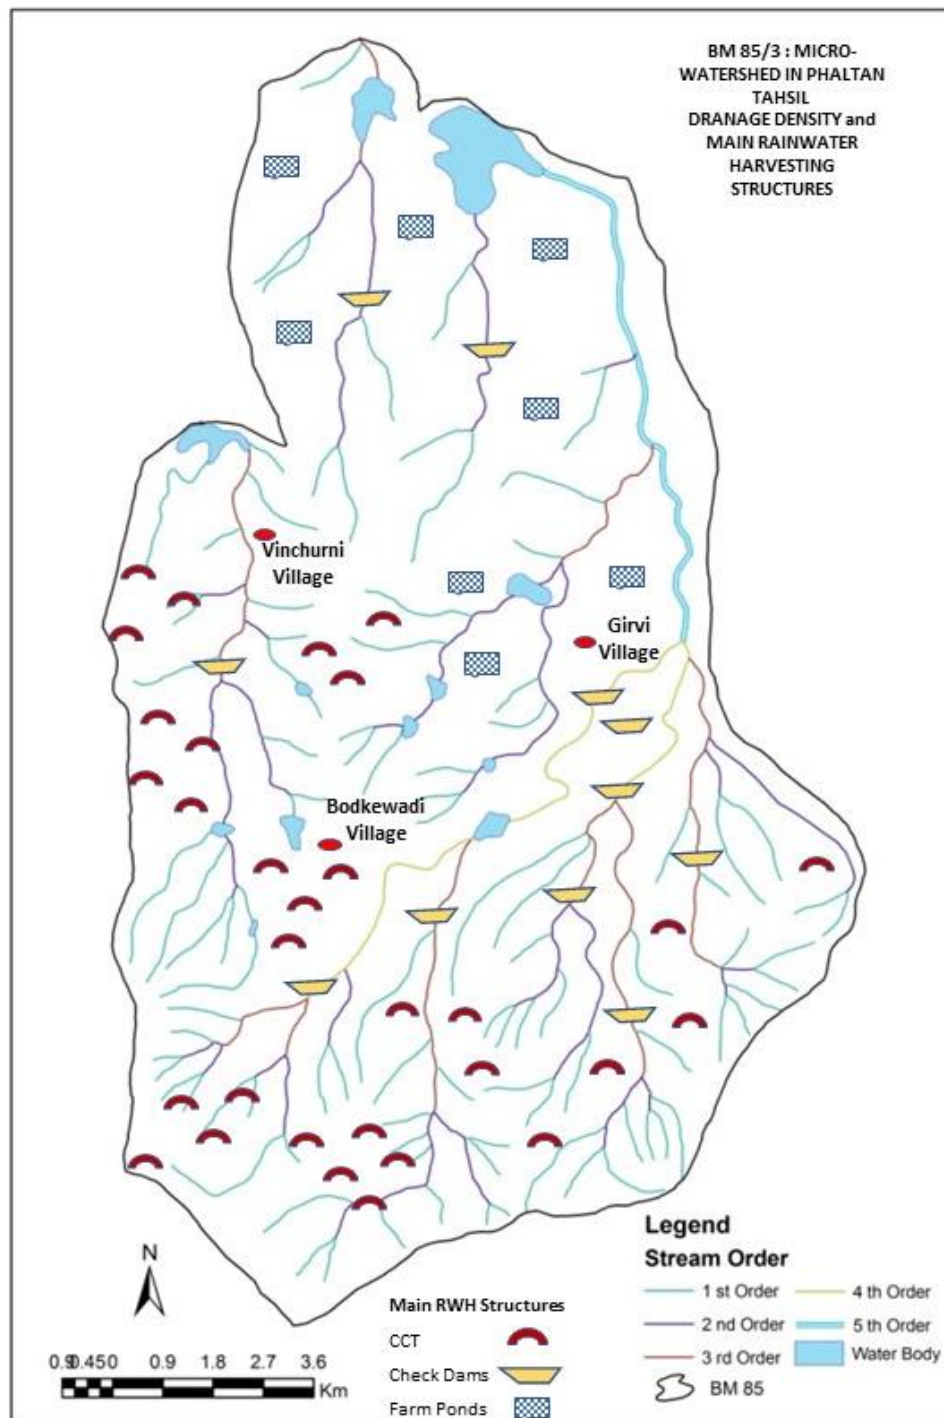 BM 85/3 : MICRO-
WATERSHED IN PHALTAN
TAHSIL
DRANAGE DENSITY and
MAIN RAINWATER
HARVESTING
STRUCTURES
Vinchurni
Village
Girvi
Village
Bodkewadi
Village
Legend
Stream Order
1 st Order
4 th Order
2 nd Order
5 th Order
3 rd Order
Water Body
BM 85
N
Main RWH Structures
CCT
Check Dams
Farm Ponds
0.9 0.450 0.9 1.8 2.7 3.6
Km